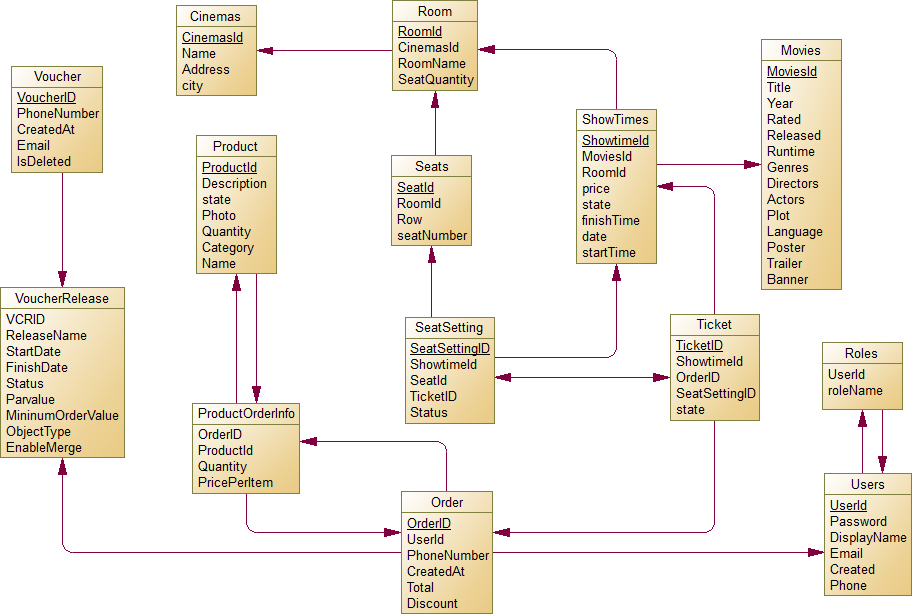 Cinemas
CinemasId
Name
Address
city
Room
RoomId
CinemasId
RoomName
SeatQuantity
Movies
MoviesId
Title
Year
Rated
Released
Runtime
Genres
Directors
Actors
Plot
Language
Poster
Trailer
Banner
Voucher
VoucherID
PhoneNumber
CreatedAt
Email
IsDeleted
ShowTimes
ShowtimeId
MoviesId
RoomId
price
state
finishTime
date
startTime
Product
ProductId
Description
state
Photo
Quantity
Category
Name
Seats
SeatId
RoomId
Row
seatNumber
VoucherRelease
VCRID
ReleaseName
StartDate
FinishDate
Status
Parvalue
MininumOrderValue
ObjectType
EnableMerge
SeatSetting
SeatSettingID
ShowtimeId
SeatId
TicketID
Status
Ticket
TicketID
ShowtimeId
OrderID
SeatSettingID
state
Roles
UserId
roleName
ProductOrderInfo
OrderID
ProductId
Quantity
PricePerItem
Order
OrderID
UserId
PhoneNumber
CreatedAt
Total
Discount
Users
UserId
Password
DisplayName
Email
Created
Phone